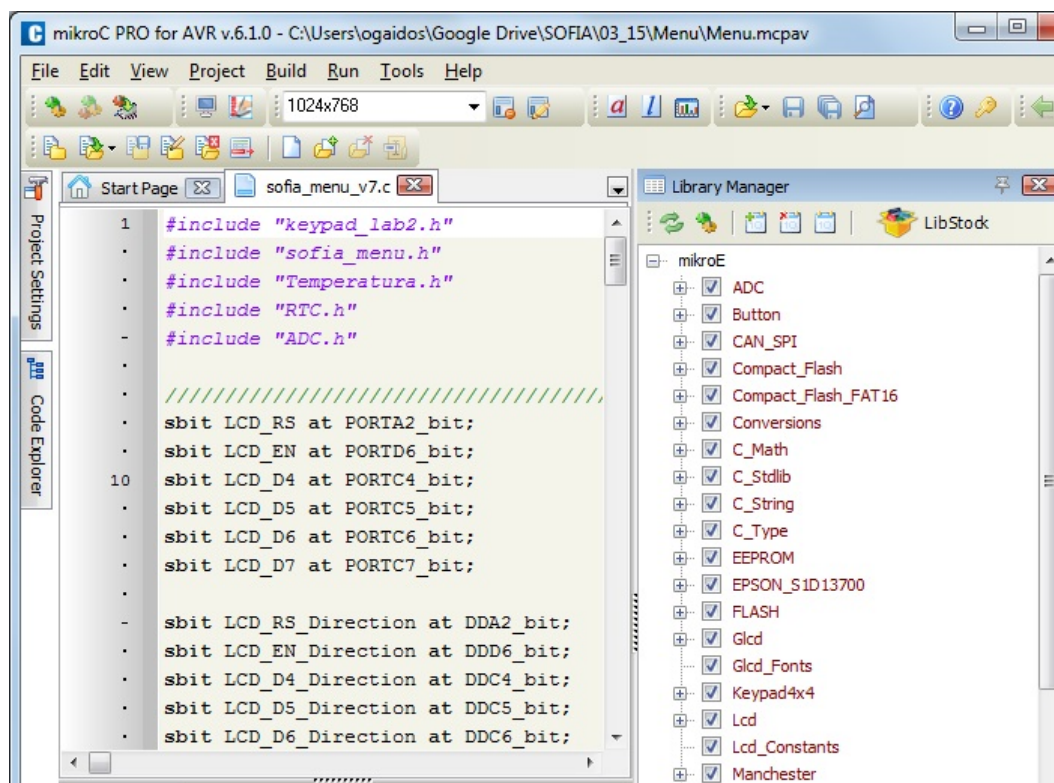 mikroC PRO for AVR v.6.1.0 - C:\Users\ogaidos\Google Drive\SOFIA\03_15\Menu\Menu.mcpav
File Edit View Project Build Run Tools Help
1024x768
Project Settings
Code Explorer
Start Page
sofia_menu_v7.c
1 #include "keypad_lab2.h"
#include "sofia_menu.h"
#include "Temperatura.h"
#include "RTC.h"
- #include "ADC.h"
///////////////////////////////////
sbit LCD_RS at PORTA2_bit;
sbit LCD_EN at PORTD6_bit;
10 sbit LCD_D4 at PORTC4_bit;
sbit LCD_D5 at PORTC5_bit;
sbit LCD_D6 at PORTC6_bit;
sbit LCD_D7 at PORTC7_bit;
- sbit LCD_RS_Direction at DDA2_bit;
sbit LCD_EN_Direction at DDD6_bit;
sbit LCD_D4_Direction at DDC4_bit;
sbit LCD_D5_Direction at DDC5_bit;
sbit LCD_D6_Direction at DDC6_bit;
Library Manager
LibStock
mikroE
ADC
Button
CAN_SPI
Compact_Flash
Compact_Flash_FAT16
Conversions
C_Math
C_Stdlib
C_String
C_Type
EEPROM
EPSON_S1D13700
FLASH
Glcd
Glcd_Fonts
Keypad4x4
Lcd
Lcd_Constants
Manchester